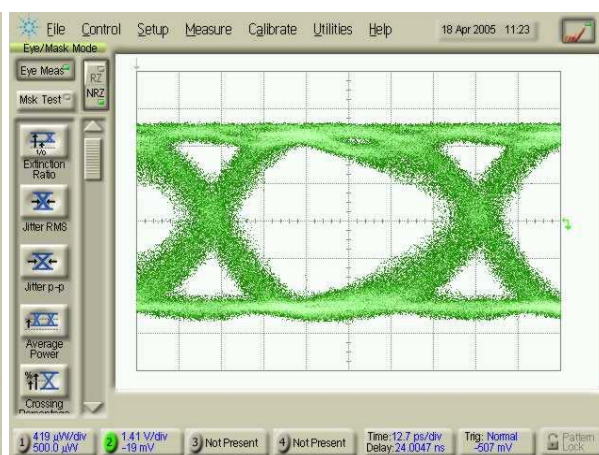 File Control Setup Measure Calibrate Utilities Help 18 Apr 2005 11:23
Eye/Mask Mode
Eye Meas
RZ
NRZ
Msk Test
1/0
Extinction
Ratio
Jitter RMS
Jitter p-p
Average
Power
%
Crossing
Percentage
1) 419 µW/div
500.0 µW
2) 1.41 V/div
-19 mV
3) Not Present
4) Not Present
Time:12.7 ps/div
Delay:24.0047 ns
Trig: Normal
-507 mV
Pattern
Lock